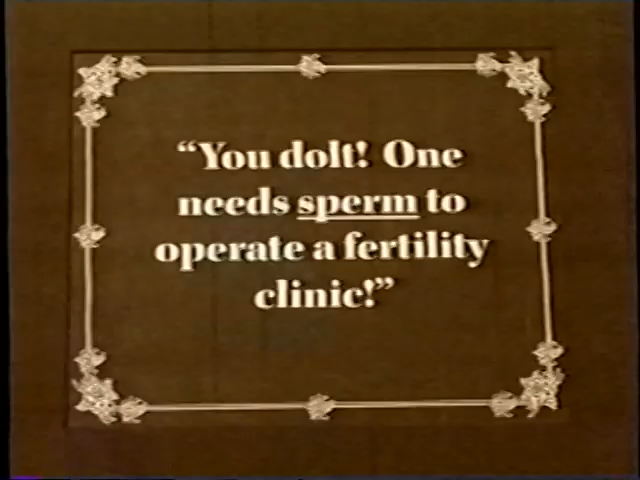 “You dolt! One
needs sperm to
operate a fertility
clinic!”